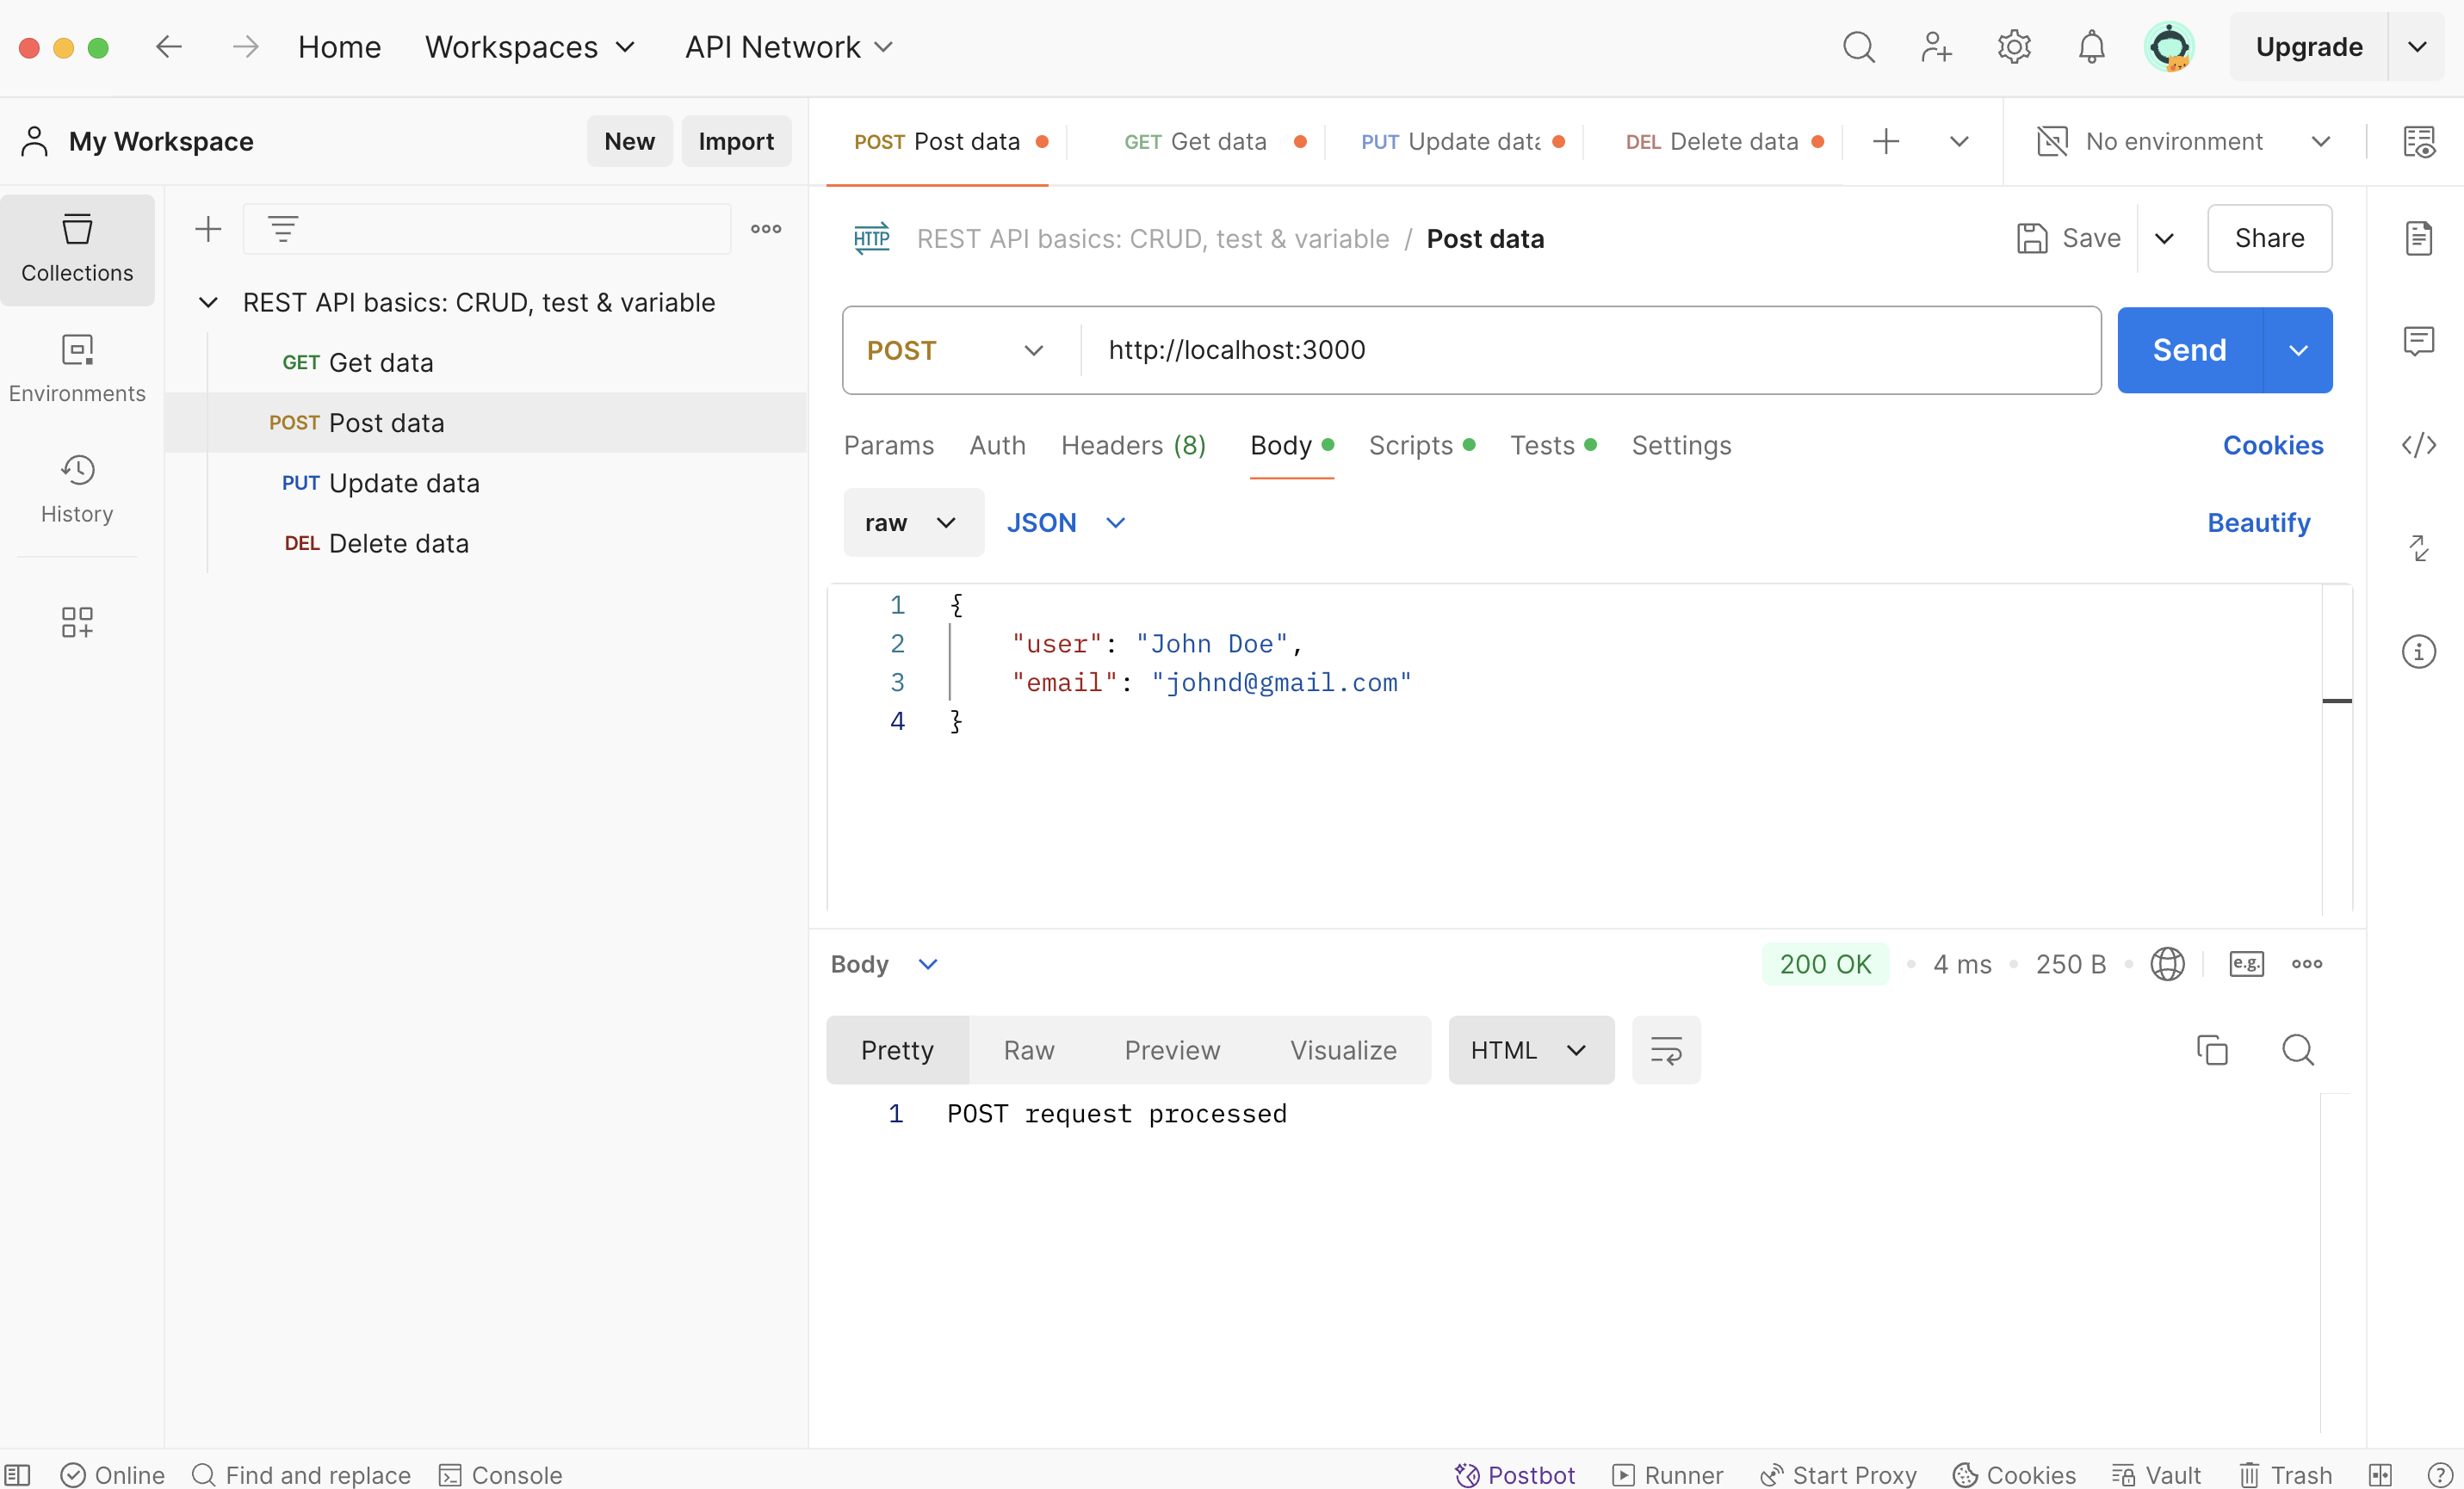 Home Workspaces API Network Upgrade
My Workspace New Import
POST Post data GET Get data PUT Update data DEL Delete data No environment
Collections
Environments
History
REST API basics: CRUD, test & variable
GET Get data
POST Post data
PUT Update data
DEL Delete data
HTTP REST API basics: CRUD, test & variable / Post data Save Share
POST http://localhost:3000 Send
Params Auth Headers (8) Body Scripts Tests Settings Cookies
raw JSON Beautify
1 {
2 "user": "John Doe",
3 "email": "johnd@gmail.com"
4 }
Body 200 OK 4 ms 250 B e.g.
Pretty Raw Preview Visualize HTML
1 POST request processed
Online Find and replace Console Postbot Runner Start Proxy Cookies Vault Trash